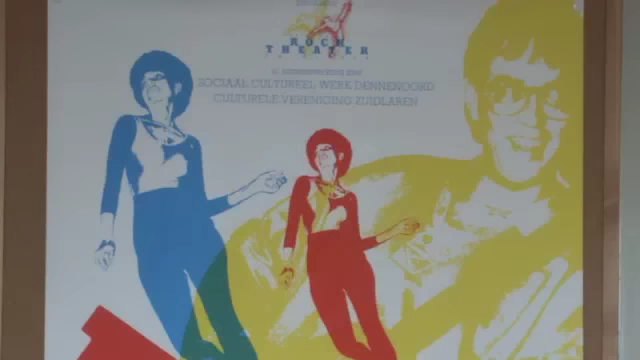 ROCK
THEATER
SOCIAAL CULTUREEL WERK DENNENOORD
CULTURELE VERENIGING ZUIDLAREN